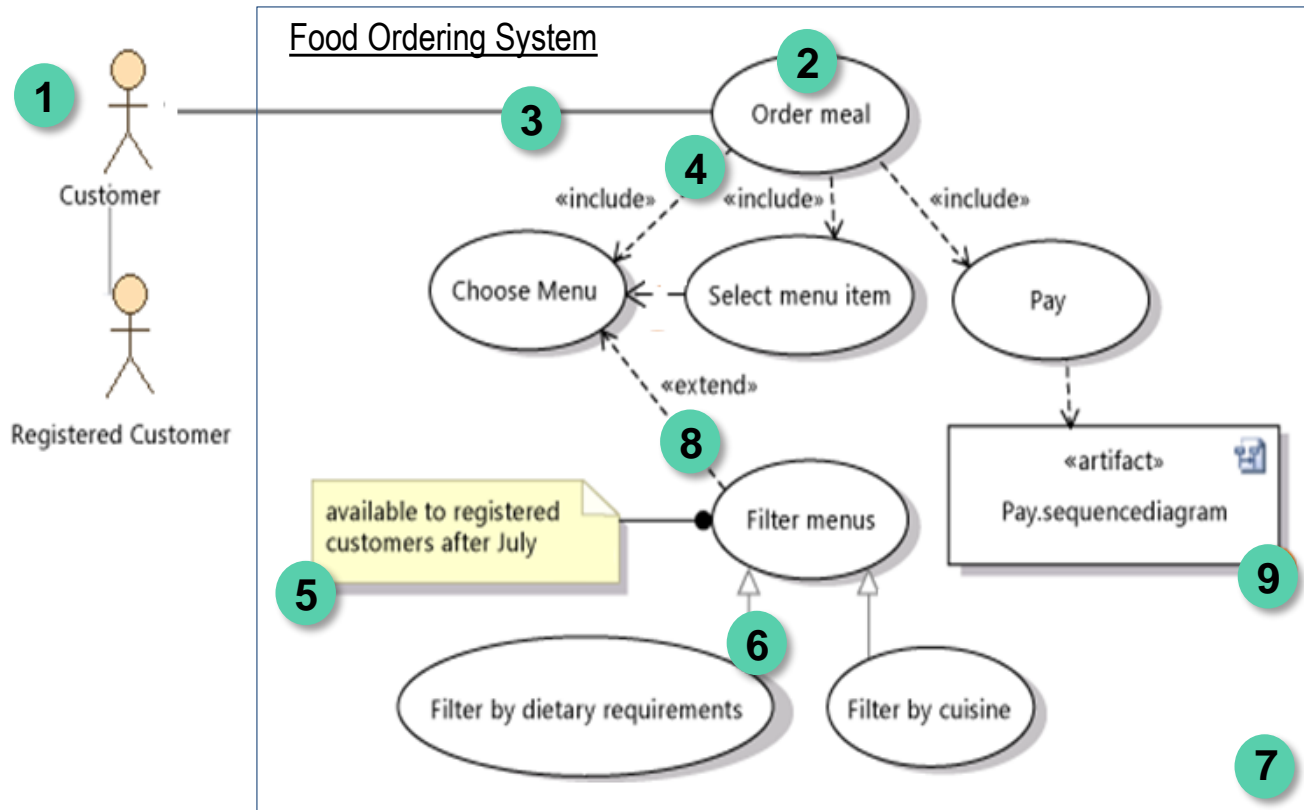 Food Ordering System
1
2
3
Order meal
4
Customer
«include»
«include»
«include»
Choose Menu
Select menu item
Pay
«extend»
Registered Customer
8
«artifact»
Pay.sequencediagram
available to registered
customers after July
Filter menus
5
9
6
Filter by dietary requirements
Filter by cuisine
7